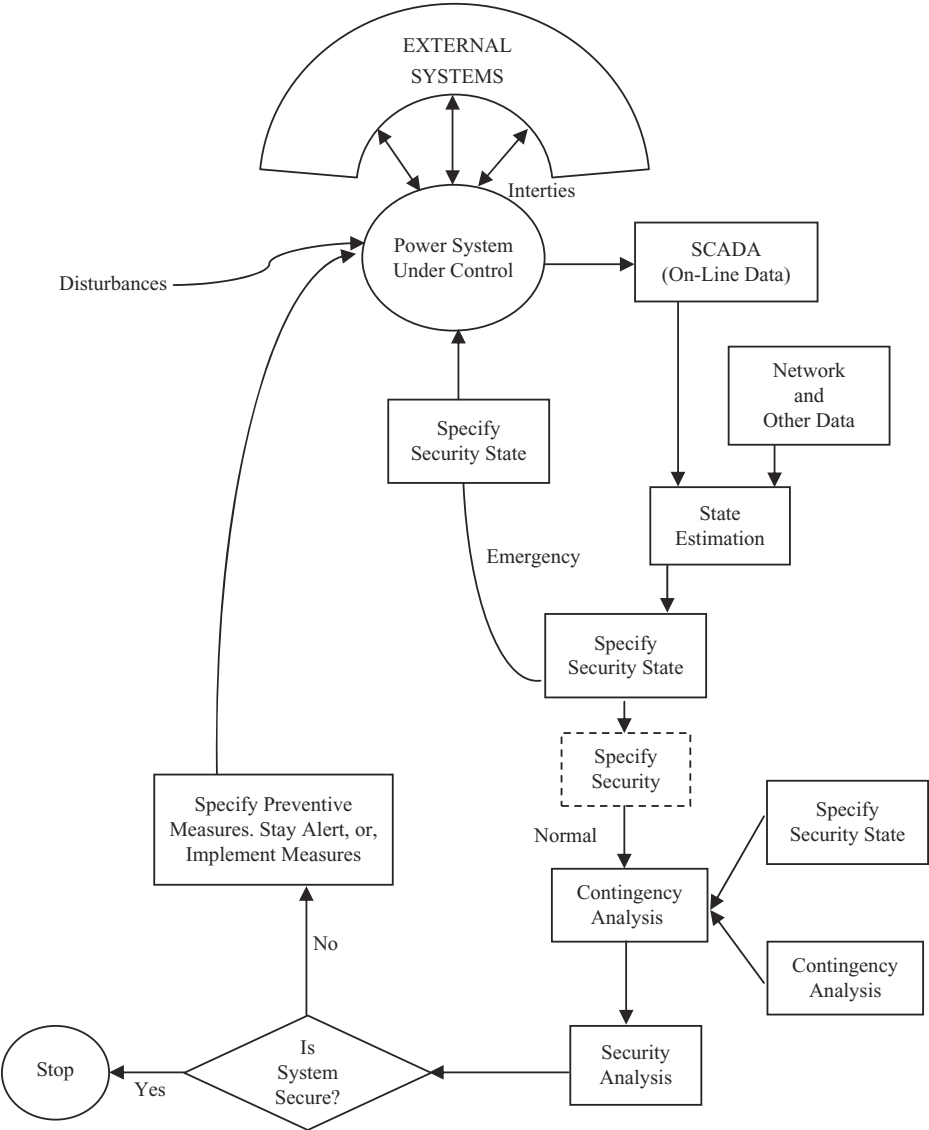 EXTERNAL
SYSTEMS
Interties
Power System
Under Control
Disturbances
SCADA
(On-Line Data)
Network
and
Other Data
Specify
Security State
State
Estimation
Emergency
Specify
Security State
Specify
Security
Normal
Specify Preventive
Measures. Stay Alert, or,
Implement Measures
Specify
Security State
Contingency
Analysis
No
Contingency
Analysis
Is
System
Secure?
Security
Analysis
Stop
Yes